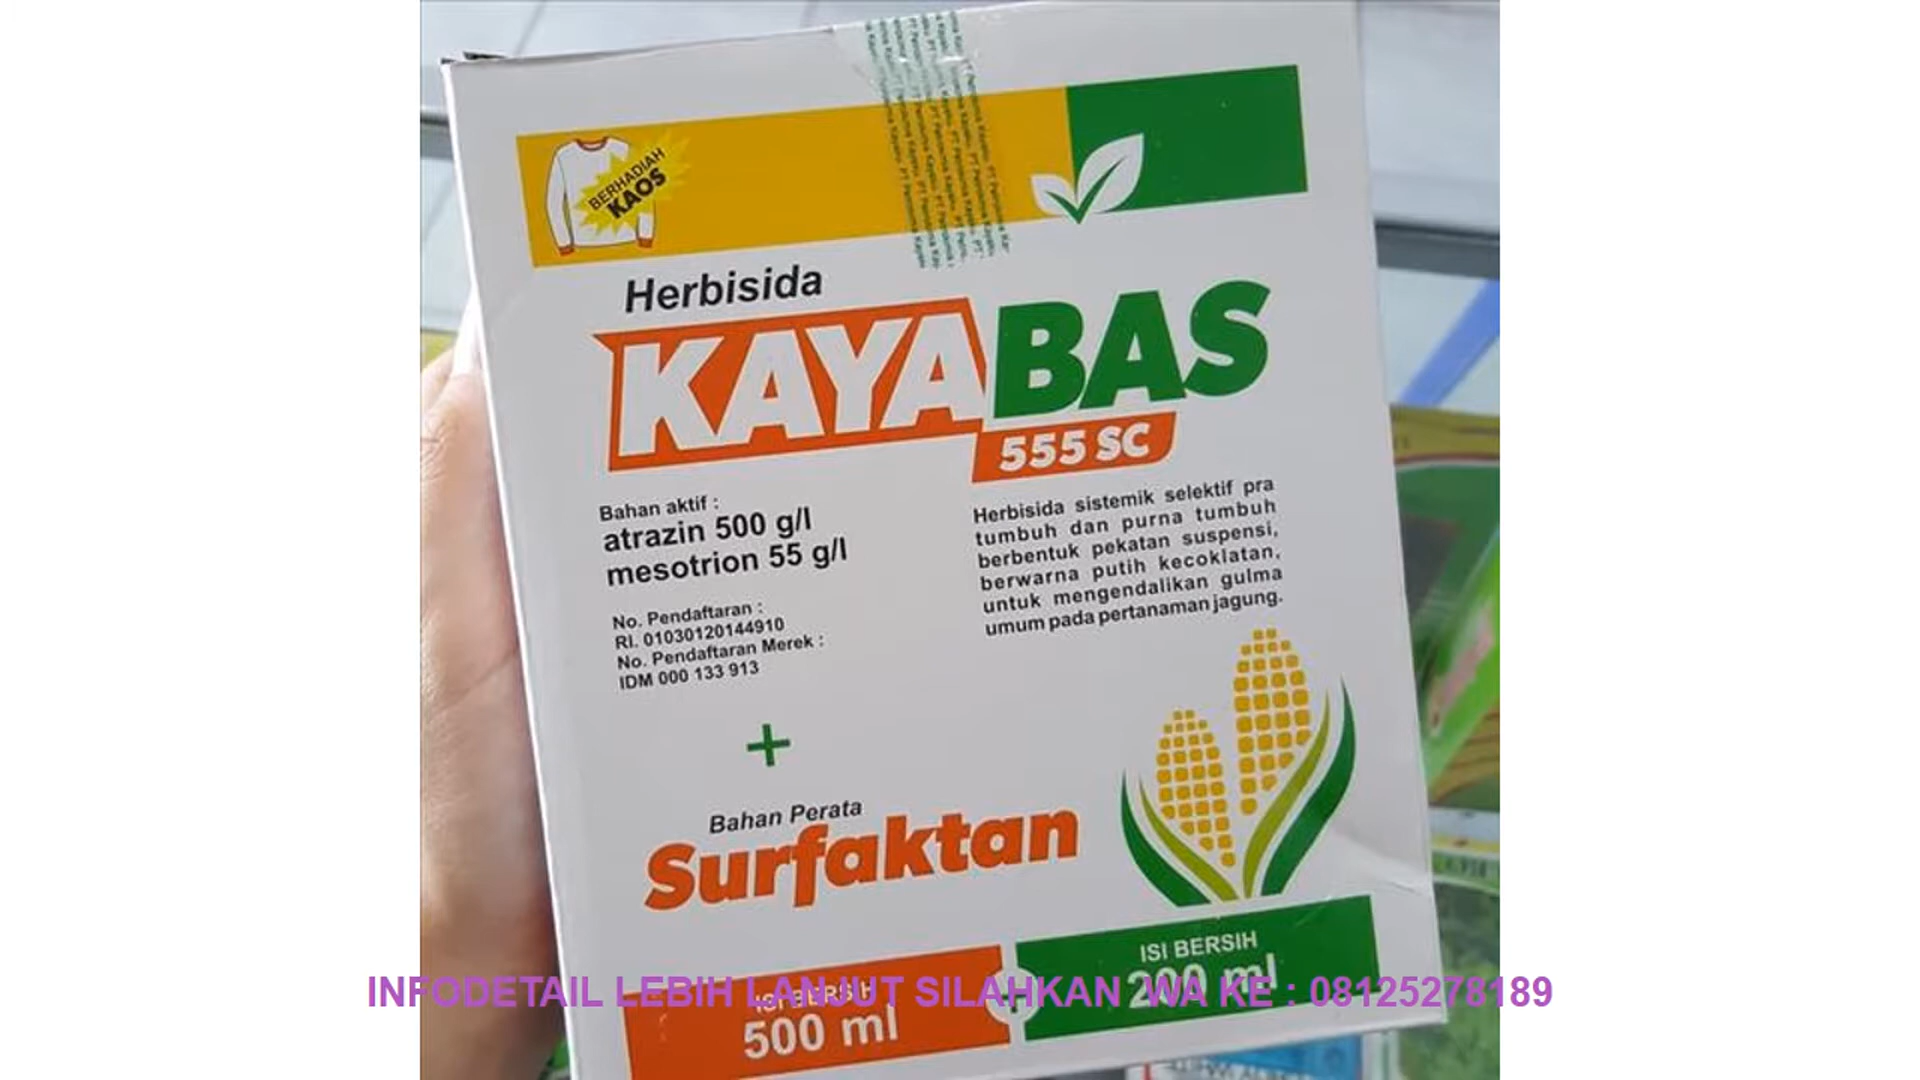 BERHADIAH
KAOS
Herbisida
KAYABAS
555 SC
Bahan aktif :
atrazin 500 g/l
mesotrion 55 g/l
No. Pendaftaran :
RI. 01030120144910
No. Pendaftaran Merek :
IDM 000 133 913
Herbisida sistemik selektif pra
tumbuh dan purna tumbuh
berbentuk pekatan suspensi,
berwarna putih kecoklatan,
untuk mengendalikan gulma
umum pada pertanaman jagung.
+
Bahan Perata
Surfaktan
ISI BERSIH
500 ml
+
ISI BERSIH
200 ml
INFODETAIL LEBIH LANJUT SILAHKAN WA KE : 08125278189